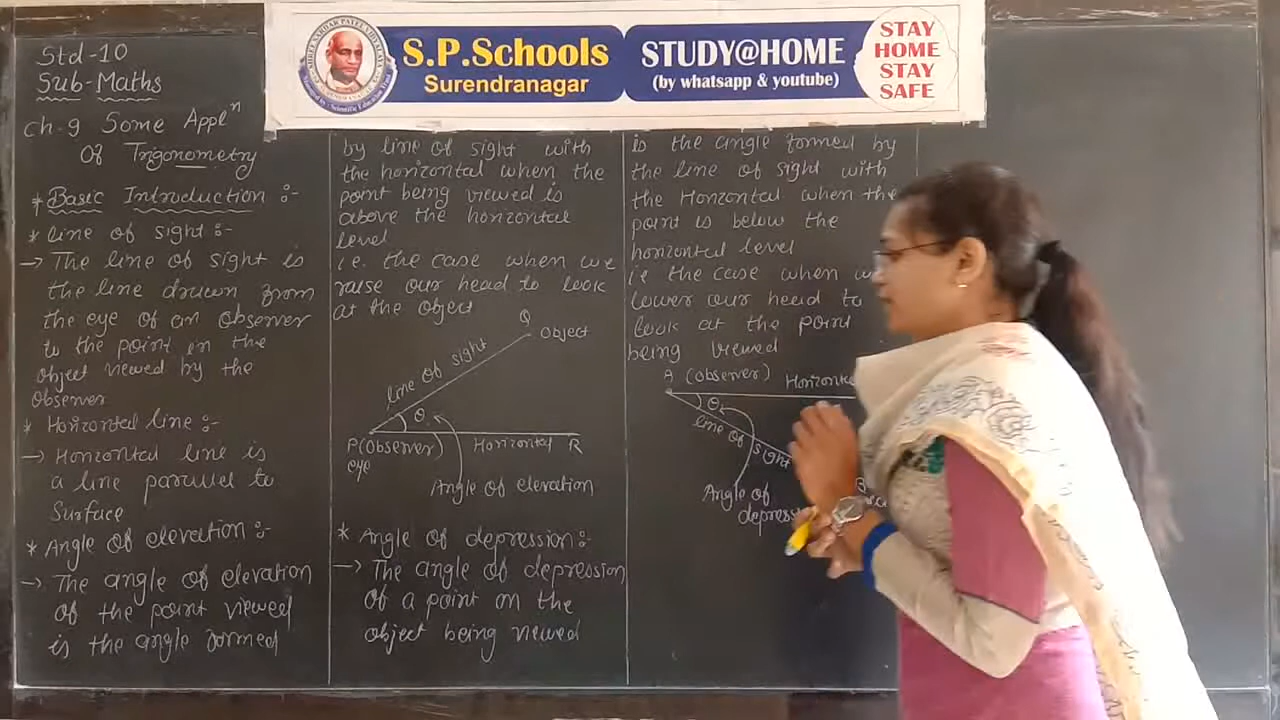 S.P.Schools
Surendranagar
STUDY@HOME
(by whatsapp & youtube)
STAY
HOME
STAY
SAFE
Std-10
Sub-Maths
Ch-9 Some Appl^n
Of Trigonometry
* Basic Introduction :-
* line of sight :-
→ The line of sight is
the line drawn from
the eye of an observer
to the point in the
object viewed by the
observer
* Horizontal line :-
→ Horizontal line is
a line parallel to
Surface
* Angle of elevation :-
→ The angle of elevation
of the point viewed
is the angle formed
by line of sight with
the horizontal when the
point being viewed is
above the horizontal
level
i.e. the case when we
raise our head to look
at the object
Q
Object
line of sight
θ
P(Observer)
eye
Horizontal R
Angle of elevation
* Angle of depression :-
→ The angle of depression
of a point on the
object being viewed
is the angle formed by
the line of sight with
the Horizontal when the
point is below the
horizontal level
i.e the case when
lower our head to
look at the point
being viewed
A (Observer)
θ
line of sight
B
Angle of